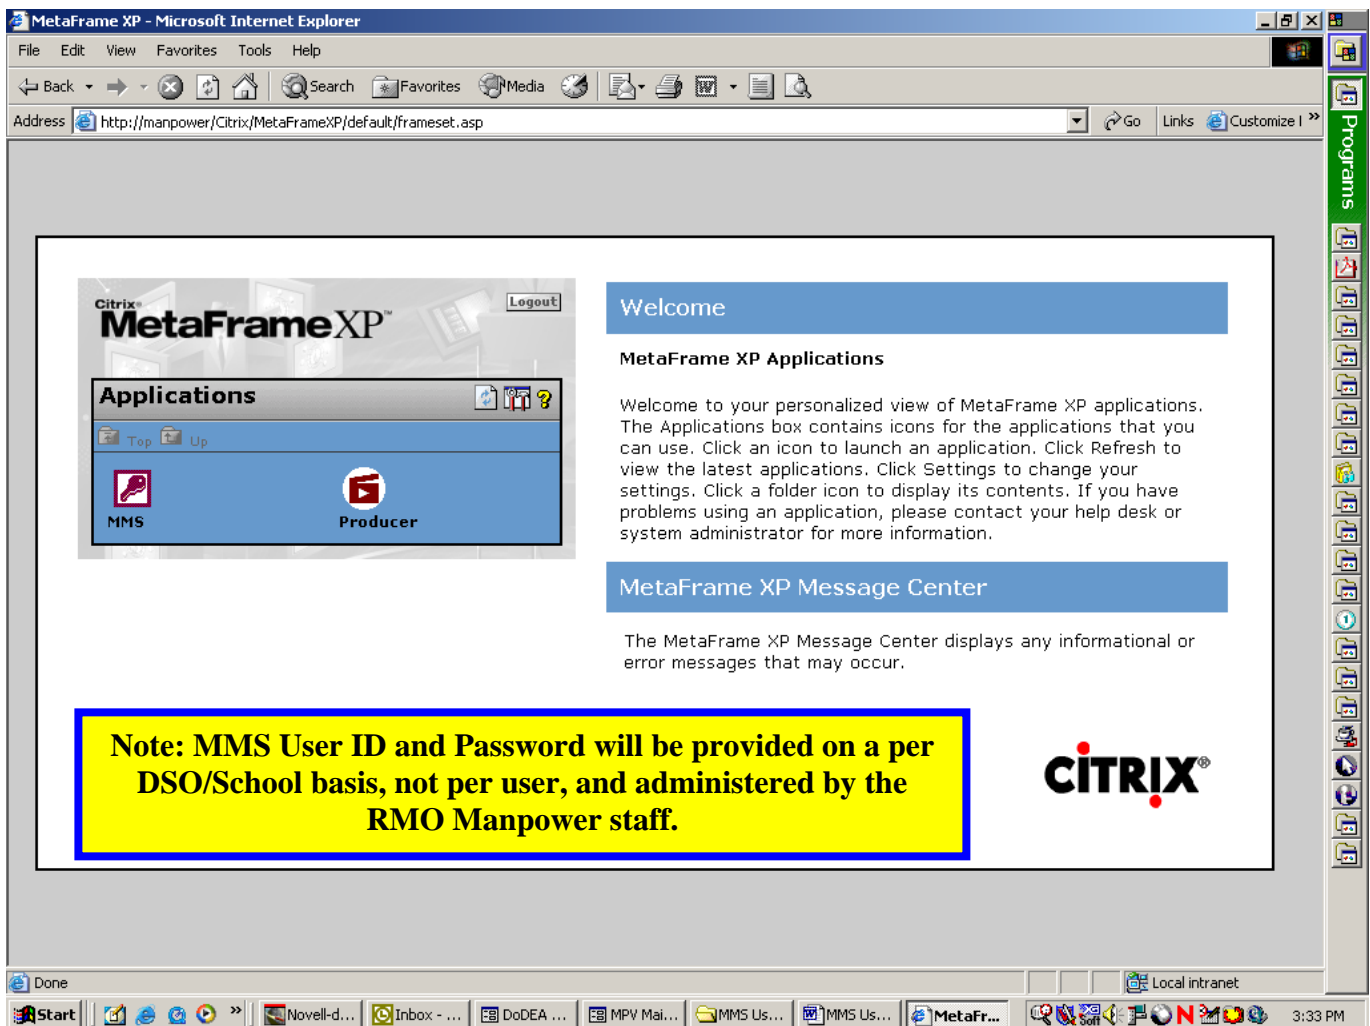 MetaFrame XP - Microsoft Internet Explorer
File Edit View Favorites Tools Help
Back Search Favorites Media
Address http://manpower/Citrix/MetaFrameXP/default/frameset.asp Go Links Customize l »
Programs
Citrix®
MetaFrameXP™
Logout
Applications
Top Up
MMS Producer
Welcome
MetaFrame XP Applications
Welcome to your personalized view of MetaFrame XP applications.
The Applications box contains icons for the applications that you
can use. Click an icon to launch an application. Click Refresh to
view the latest applications. Click Settings to change your
settings. Click a folder icon to display its contents. If you have
problems using an application, please contact your help desk or
system administrator for more information.
MetaFrame XP Message Center
The MetaFrame XP Message Center displays any informational or
error messages that may occur.
Note: MMS User ID and Password will be provided on a per
DSO/School basis, not per user, and administered by the
RMO Manpower staff.
CITRIX®
Done Local intranet
Start » Novell-d... Inbox - ... DoDEA ... MPV Mai... MMS Us... MMS Us... MetaFr... 3:33 PM